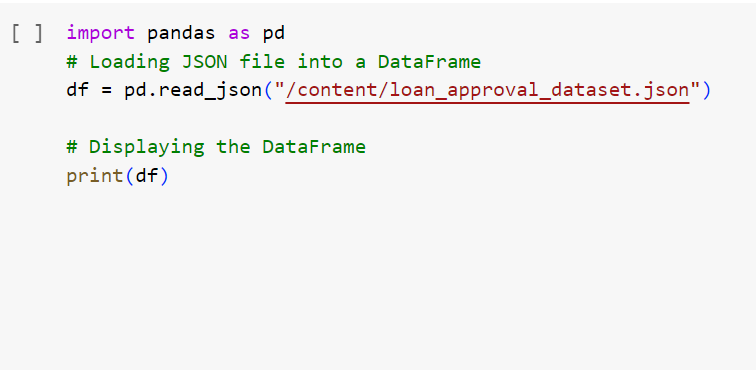 [ ] import pandas as pd
# Loading JSON file into a DataFrame
df = pd.read_json("/content/loan_approval_dataset.json")
# Displaying the DataFrame
print(df)